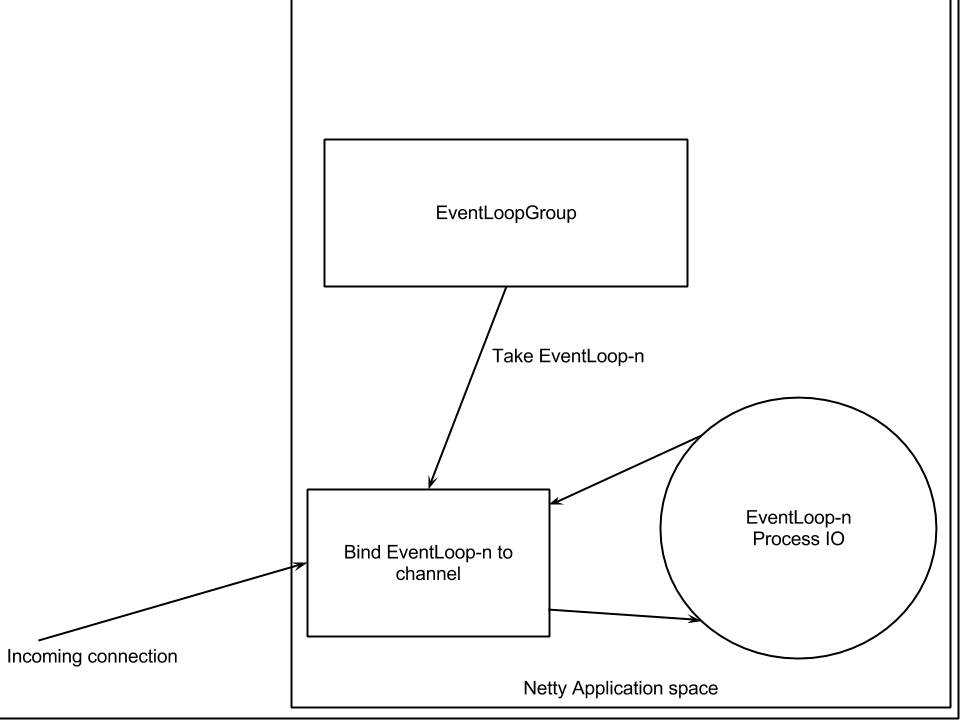 EventLoopGroup
Take EventLoop-n
EventLoop-n
Process IO
Bind EventLoop-n to
channel
Incoming connection
Netty Application space